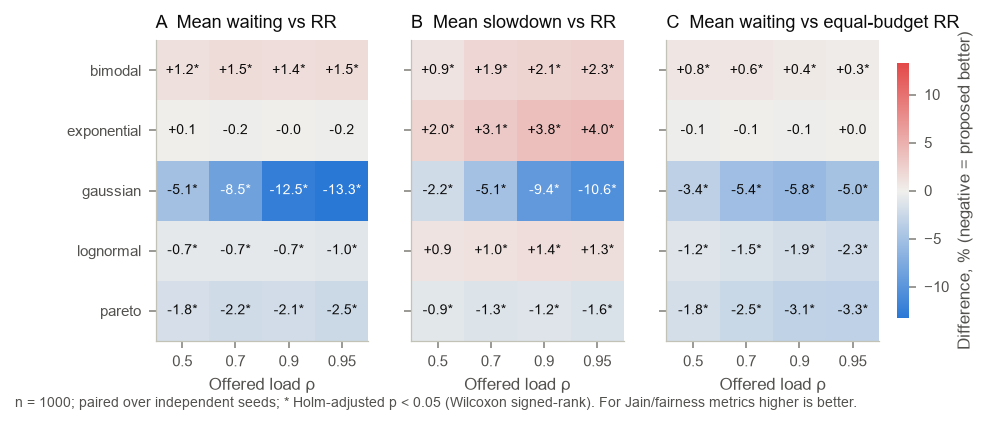 A Mean waiting vs RR
B Mean slowdown vs RR
C Mean waiting vs equal-budget RR
bimodal +1.2* +1.5* +1.4* +1.5* +0.9* +1.9* +2.1* +2.3* +0.8* +0.6* +0.4* +0.3*
exponential +0.1 -0.2 -0.0 -0.2 +2.0* +3.1* +3.8* +4.0* -0.1 -0.1 -0.1 +0.0
gaussian -5.1* -8.5* -12.5* -13.3* -2.2* -5.1* -9.4* -10.6* -3.4* -5.4* -5.8* -5.0*
lognormal -0.7* -0.7* -0.7* -1.0* +0.9 +1.0* +1.4* +1.3* -1.2* -1.5* -1.9* -2.3*
pareto -1.8* -2.2* -2.1* -2.5* -0.9* -1.3* -1.2* -1.6* -1.8* -2.5* -3.1* -3.3*
0.5 0.7 0.9 0.95 0.5 0.7 0.9 0.95 0.5 0.7 0.9 0.95
Offered load ρ Offered load ρ Offered load ρ
10
5
0
−5
−10
Difference, % (negative = proposed better)
n = 1000; paired over independent seeds; * Holm-adjusted p < 0.05 (Wilcoxon signed-rank). For Jain/fairness metrics higher is better.